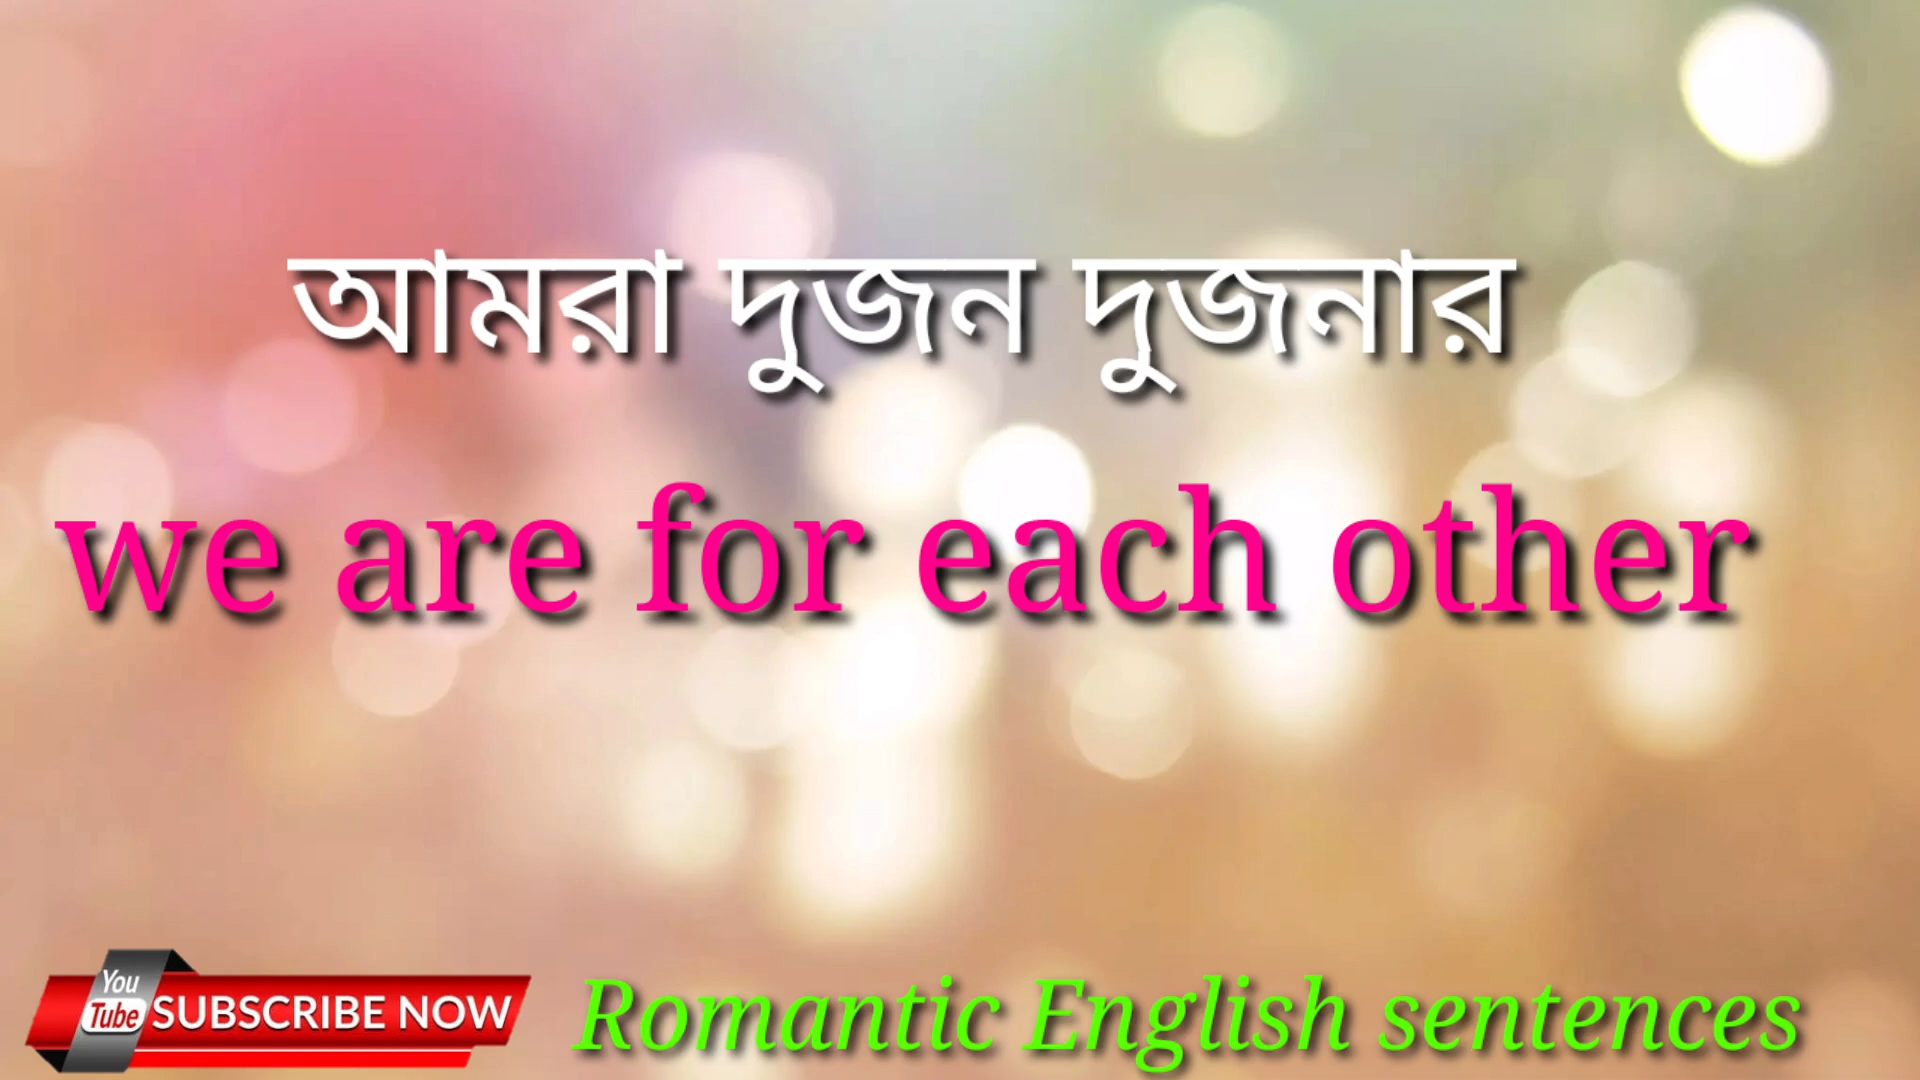 আমরা দুজন দুজনার
we are for each other
You
Tube SUBSCRIBE NOW
Romantic English sentences